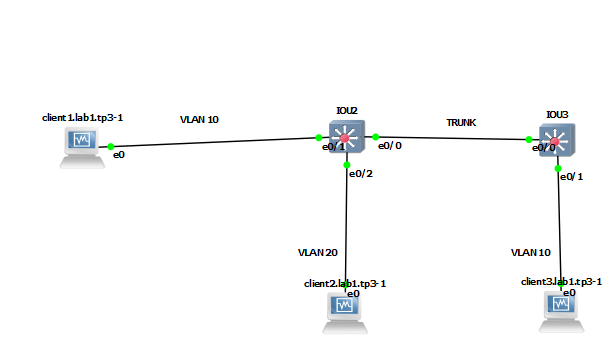 IOU2
IOU3
client1.lab1.tp3-1
VLAN 10
TRUNK
e0
e0/1
e0/0
e0/0
e0/2
e0/1
VLAN 20
VLAN 10
client2.lab1.tp3-1
client3.lab1.tp3-1
e0
e0